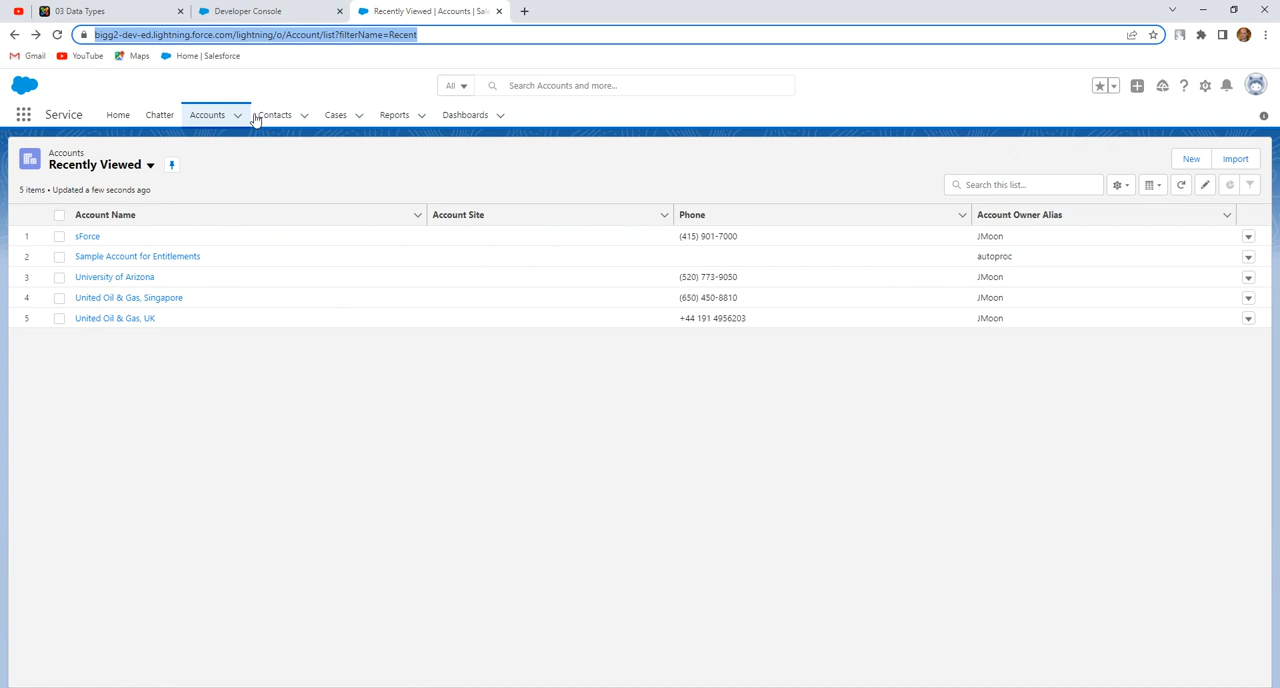 03 Data Types
Developer Console
Recently Viewed | Accounts | Sal
bigg2-dev-ed.lightning.force.com/lightning/o/Account/list?filterName=Recent
Gmail
YouTube
Maps
Home | Salesforce
All
Search Accounts and more...
Service
Home
Chatter
Accounts
Contacts
Cases
Reports
Dashboards
Accounts
Recently Viewed
New
Import
5 items • Updated a few seconds ago
Search this list...
Account Name
Account Site
Phone
Account Owner Alias
1 sForce (415) 901-7000 JMoon
2 Sample Account for Entitlements autoproc
3 University of Arizona (520) 773-9050 JMoon
4 United Oil & Gas, Singapore (650) 450-8810 JMoon
5 United Oil & Gas, UK +44 191 4956203 JMoon